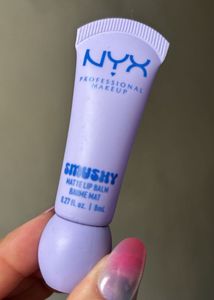 NYX
PROFESSIONAL
MAKEUP
SMUSHY
MATTE LIP BALM
BAUME MAT
0.27 fl. oz. | 8mL